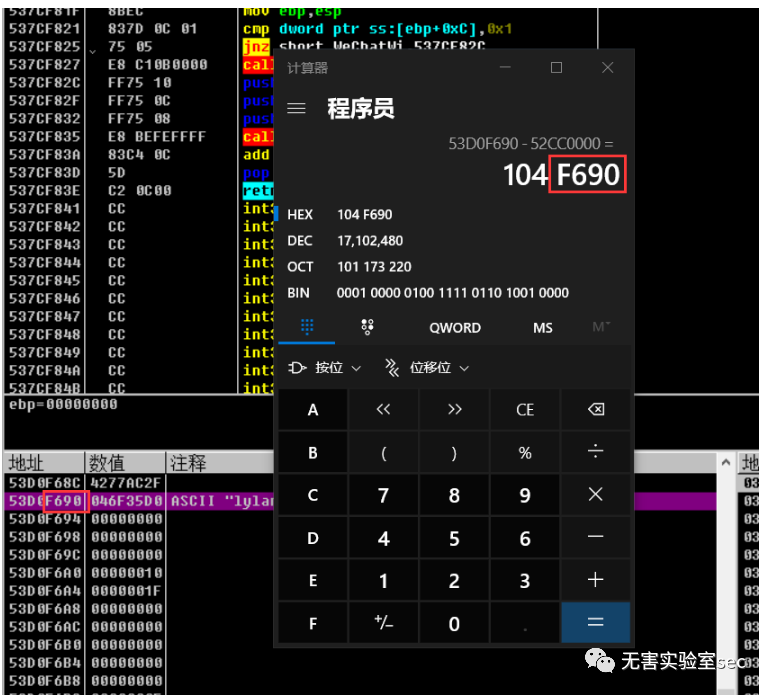 537CF81F 8BEC mov ebp,esp
537CF821 837D 0C 01 cmp dword ptr ss:[ebp+0xC],0x1
537CF825 75 05 jnz short WeChatWi.537CF82C
537CF827 E8 C10B0000 call
537CF82C FF75 10 push
537CF82F FF75 0C push
537CF832 FF75 08 push
537CF835 E8 BEFEFFFF call
537CF83A 83C4 0C add
537CF83D 5D pop
537CF83E C2 0C00 retn
537CF841 CC int3
537CF842 CC int3
537CF843 CC int3
537CF844 CC int3
537CF845 CC int3
537CF846 CC int3
537CF847 CC int3
537CF848 CC int3
537CF849 CC int3
537CF84A CC int3
537CF84B CC int3
ebp=00000000
计算器
程序员
53D0F690 - 52CC0000 =
104 F690
HEX 104 F690
DEC 17,102,480
OCT 101 173 220
BIN 0001 0000 0100 1111 0110 1001 0000
QWORD MS M
按位 位移位
A << >> CE
B ( ) % ÷
C 7 8 9 ×
D 4 5 6 −
E 1 2 3 +
F +/− 0 . =
地址 数值 注释
53D0F68C 4277AC2F
53D0F690 046F35D0 ASCII "lylan
53D0F694 00000000
53D0F698 00000000
53D0F69C 00000000
53D0F6A0 00000010
53D0F6A4 0000001F
53D0F6A8 00000000
53D0F6AC 00000000
53D0F6B0 00000000
53D0F6B4 00000000
53D0F6B8 00000000
地
03
03
03
03
03
03
03
03
03
03
03
03
无害实验室sec